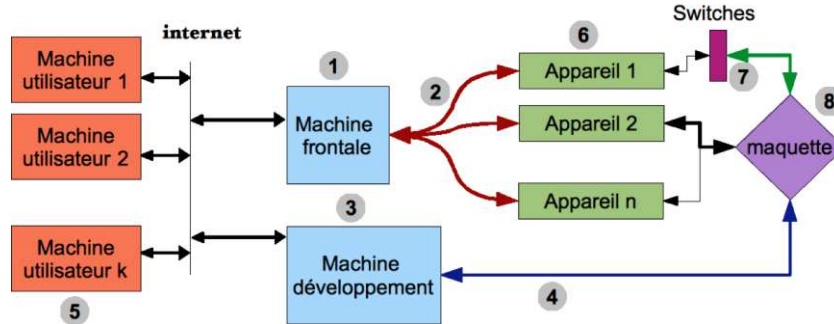 Switches
internet
6
Machine
utilisateur 1
1
Appareil 1
7
2
8
Machine
utilisateur 2
Machine
frontale
Appareil 2
maquette
3
Appareil n
Machine
utilisateur k
Machine
développement
5
4